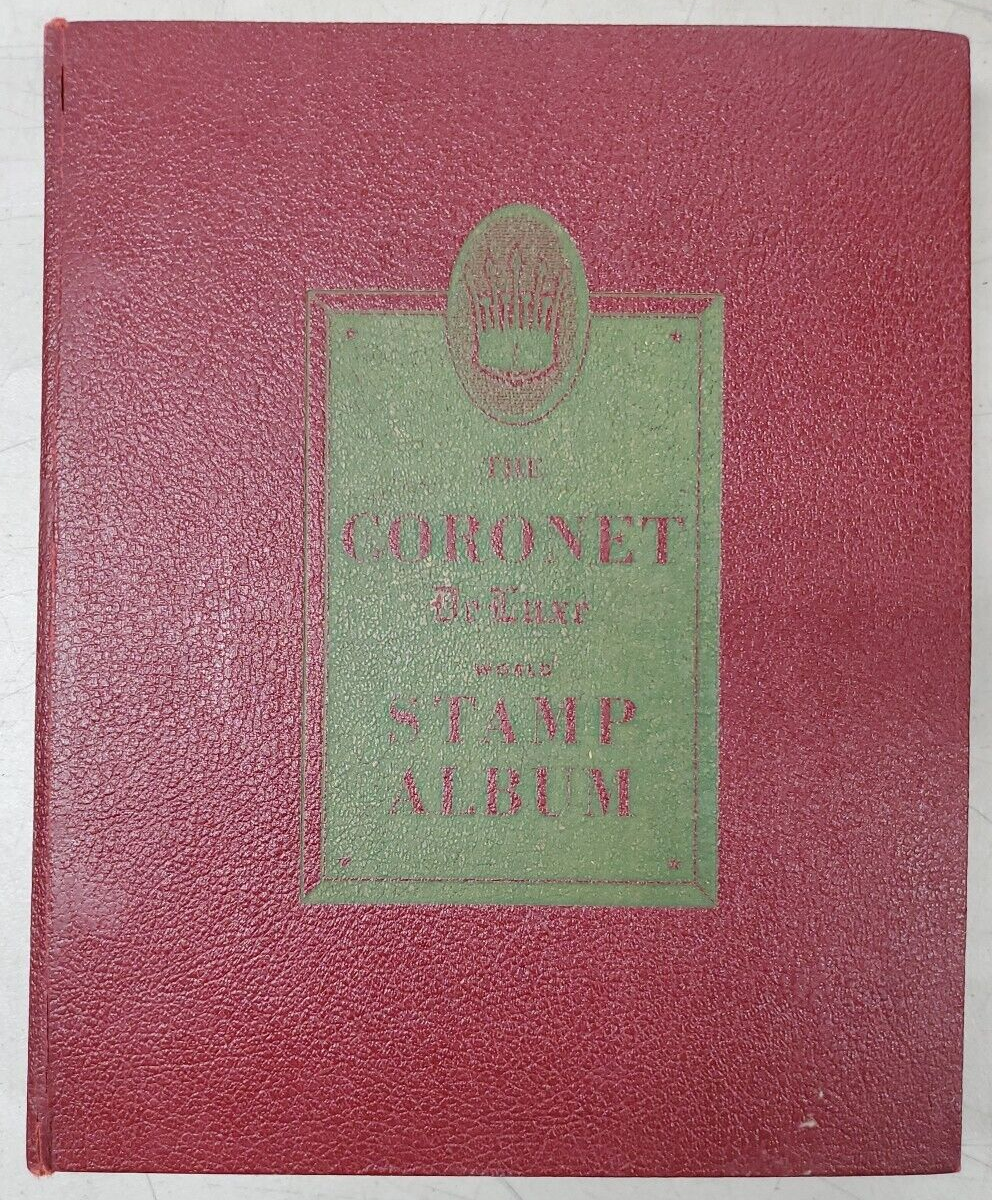 THE
CORONET
De Luxe
WORLD
STAMP
ALBUM